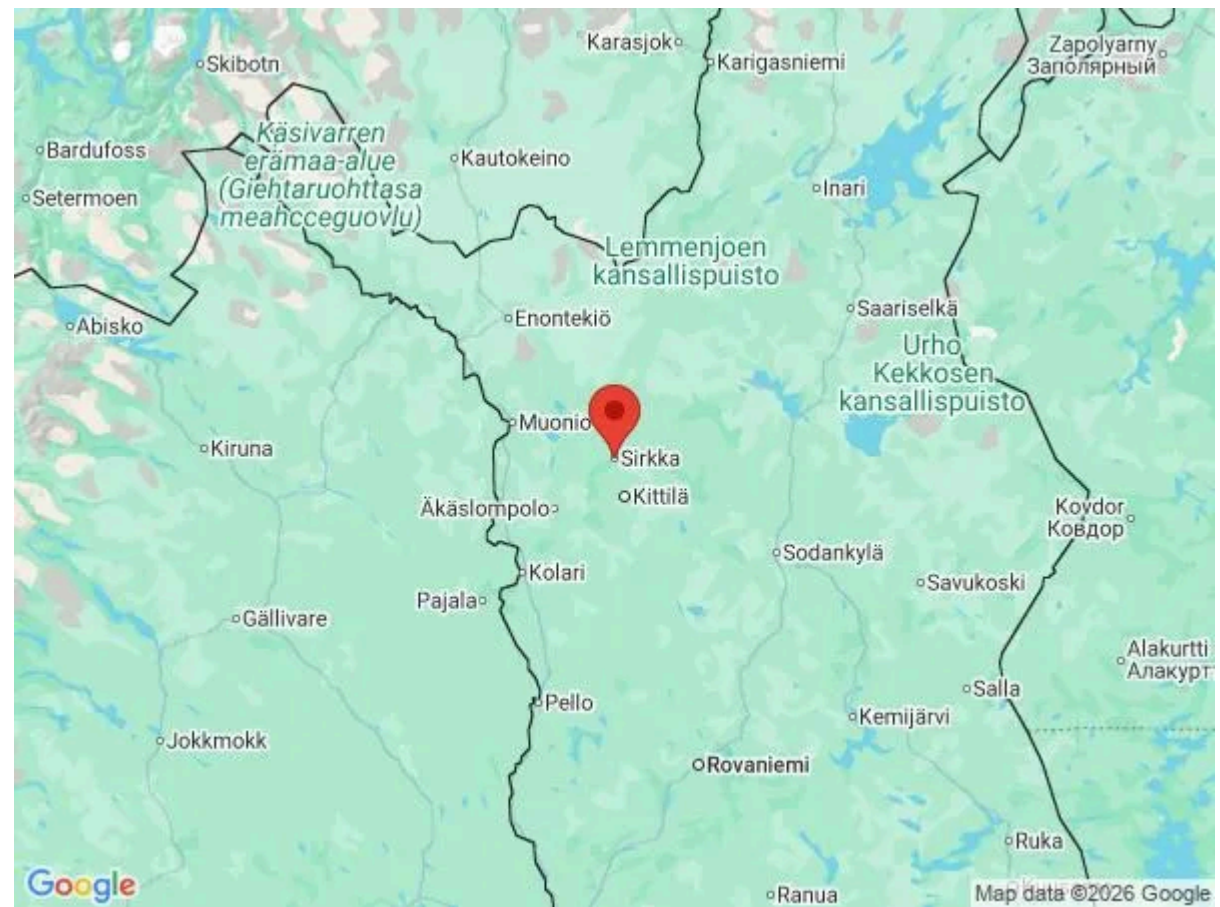 Karasjok
Karigasniemi
Zapolyarny
Заполярный
Skibotn
Käsivarren
erämaa-alue
(Giehtaruohttasa
meahcceguovlu)
Bardufoss
Kautokeino
Setermoen
Inari
Lemmenjoen
kansallispuisto
Abisko
Enontekiö
Saariselkä
Urho
Kekkosen
kansallispuisto
Muonio
Kiruna
Sirkka
Kittilä
Äkäslompolo
Kovdor
Ковдор
Sodankylä
Kolari
Savukoski
Pajala
Gällivare
Alakurtti
Алакурт
Salla
Pello
Kemijärvi
Jokkmokk
Rovaniemi
Ruka
Google
Ranua
Map data ©2026 Google